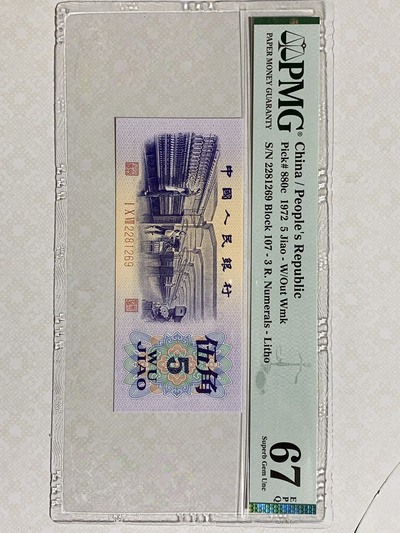 PMG®
PAPER MONEY GUARANTY
China / People's Republic
Pick# 880c 1972 5 Jiao - W/Out Wmk
S/N 2281269 Block 107 - 3 R. Numerals - Litho
67
EPQ
Superb Gem Unc
中國人民銀行
I X VII 2281269
伍角
5
WU
JIAO